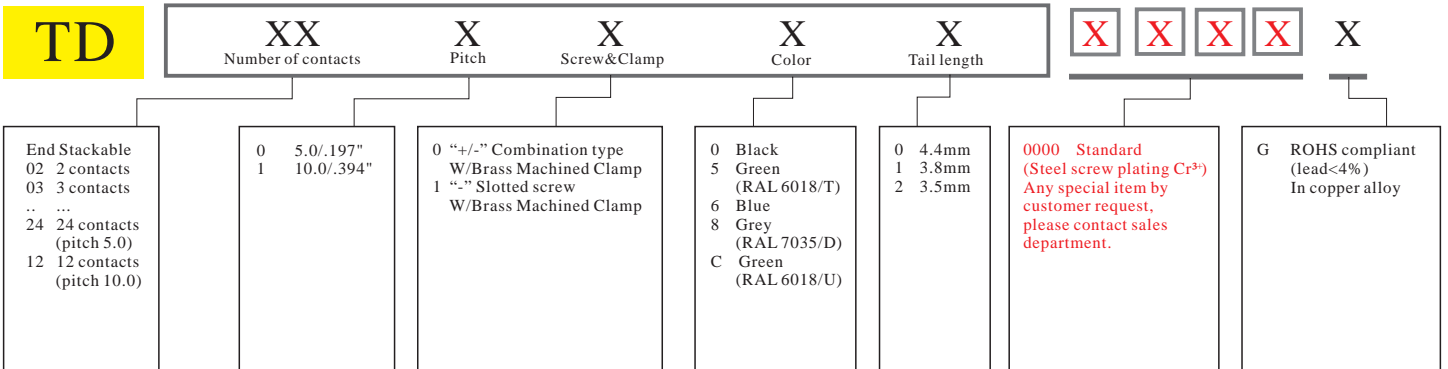 TD XX X X X X X X X X X
Number of contacts Pitch Screw&Clamp Color Tail length
End Stackable
02 2 contacts
03 3 contacts
.. ...
24 24 contacts
(pitch 5.0)
12 12 contacts
(pitch 10.0)
0 5.0/.197"
1 10.0/.394"
0 “+/-” Combination type
W/Brass Machined Clamp
1 “-” Slotted screw
W/Brass Machined Clamp
0 Black
5 Green
(RAL 6018/T)
6 Blue
8 Grey
(RAL 7035/D)
C Green
(RAL 6018/U)
0 4.4mm
1 3.8mm
2 3.5mm
0000 Standard
(Steel screw plating Cr³⁺)
Any special item by
customer request,
please contact sales
department.
G ROHS compliant
(lead<4%)
In copper alloy